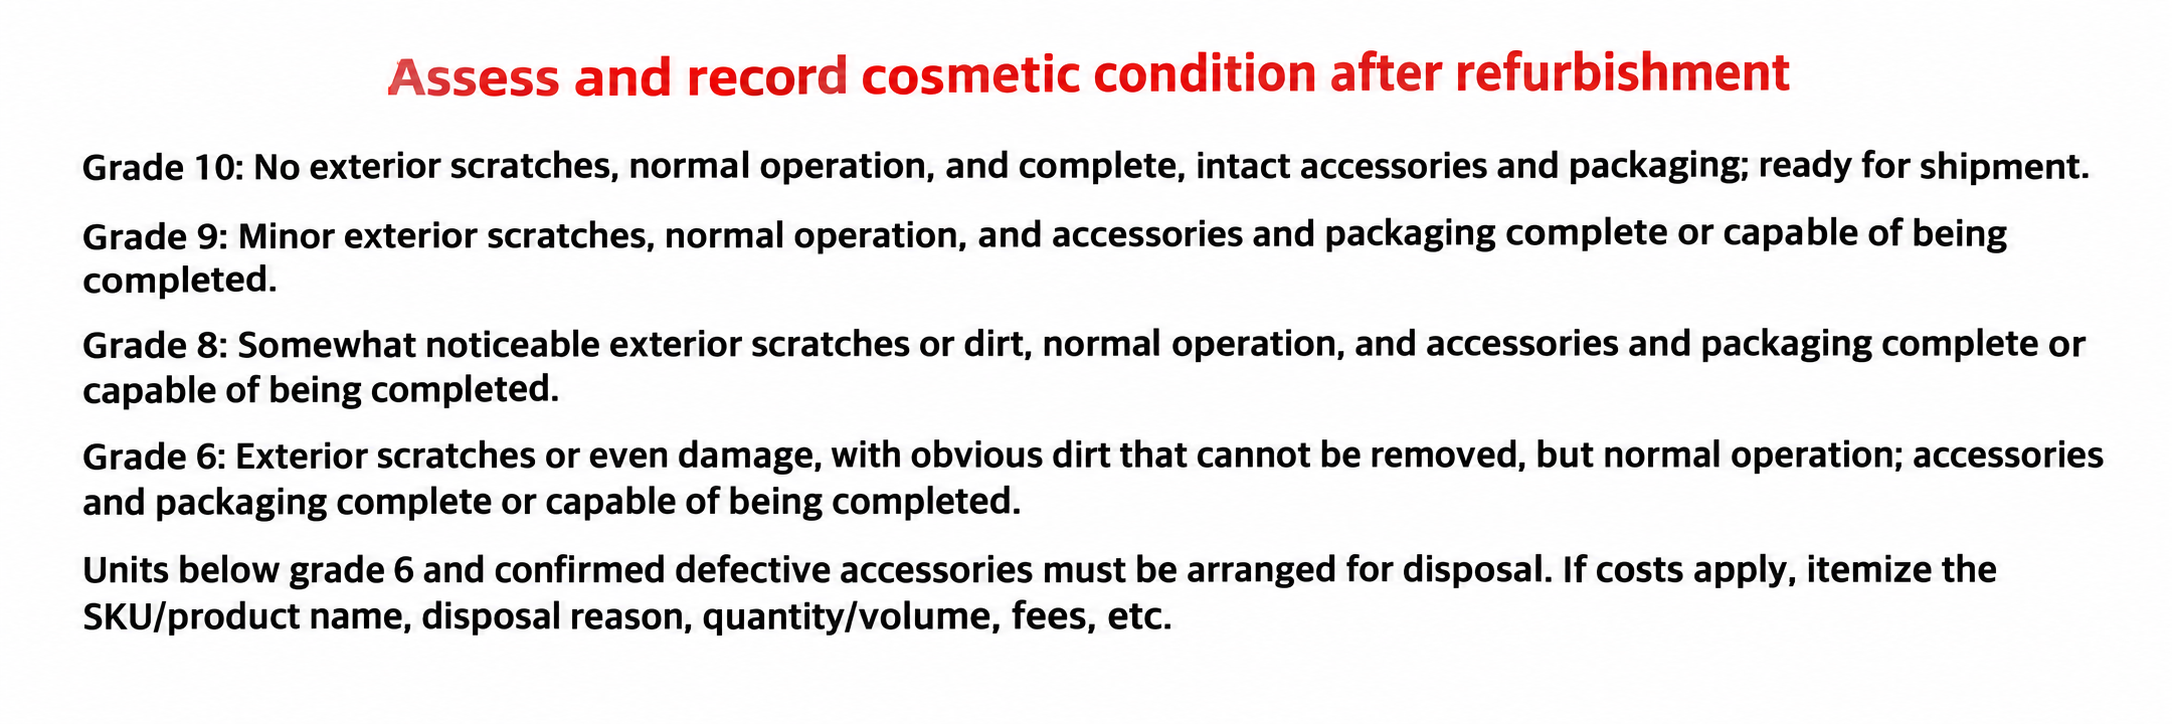 Assess and record cosmetic condition after refurbishment
Grade 10: No exterior scratches, normal operation, and complete, intact accessories and packaging; ready for shipment.
Grade 9: Minor exterior scratches, normal operation, and accessories and packaging complete or capable of being
completed.
Grade 8: Somewhat noticeable exterior scratches or dirt, normal operation, and accessories and packaging complete or
capable of being completed.
Grade 6: Exterior scratches or even damage, with obvious dirt that cannot be removed, but normal operation; accessories
and packaging complete or capable of being completed.
Units below grade 6 and confirmed defective accessories must be arranged for disposal. If costs apply, itemize the
SKU/product name, disposal reason, quantity/volume, fees, etc.